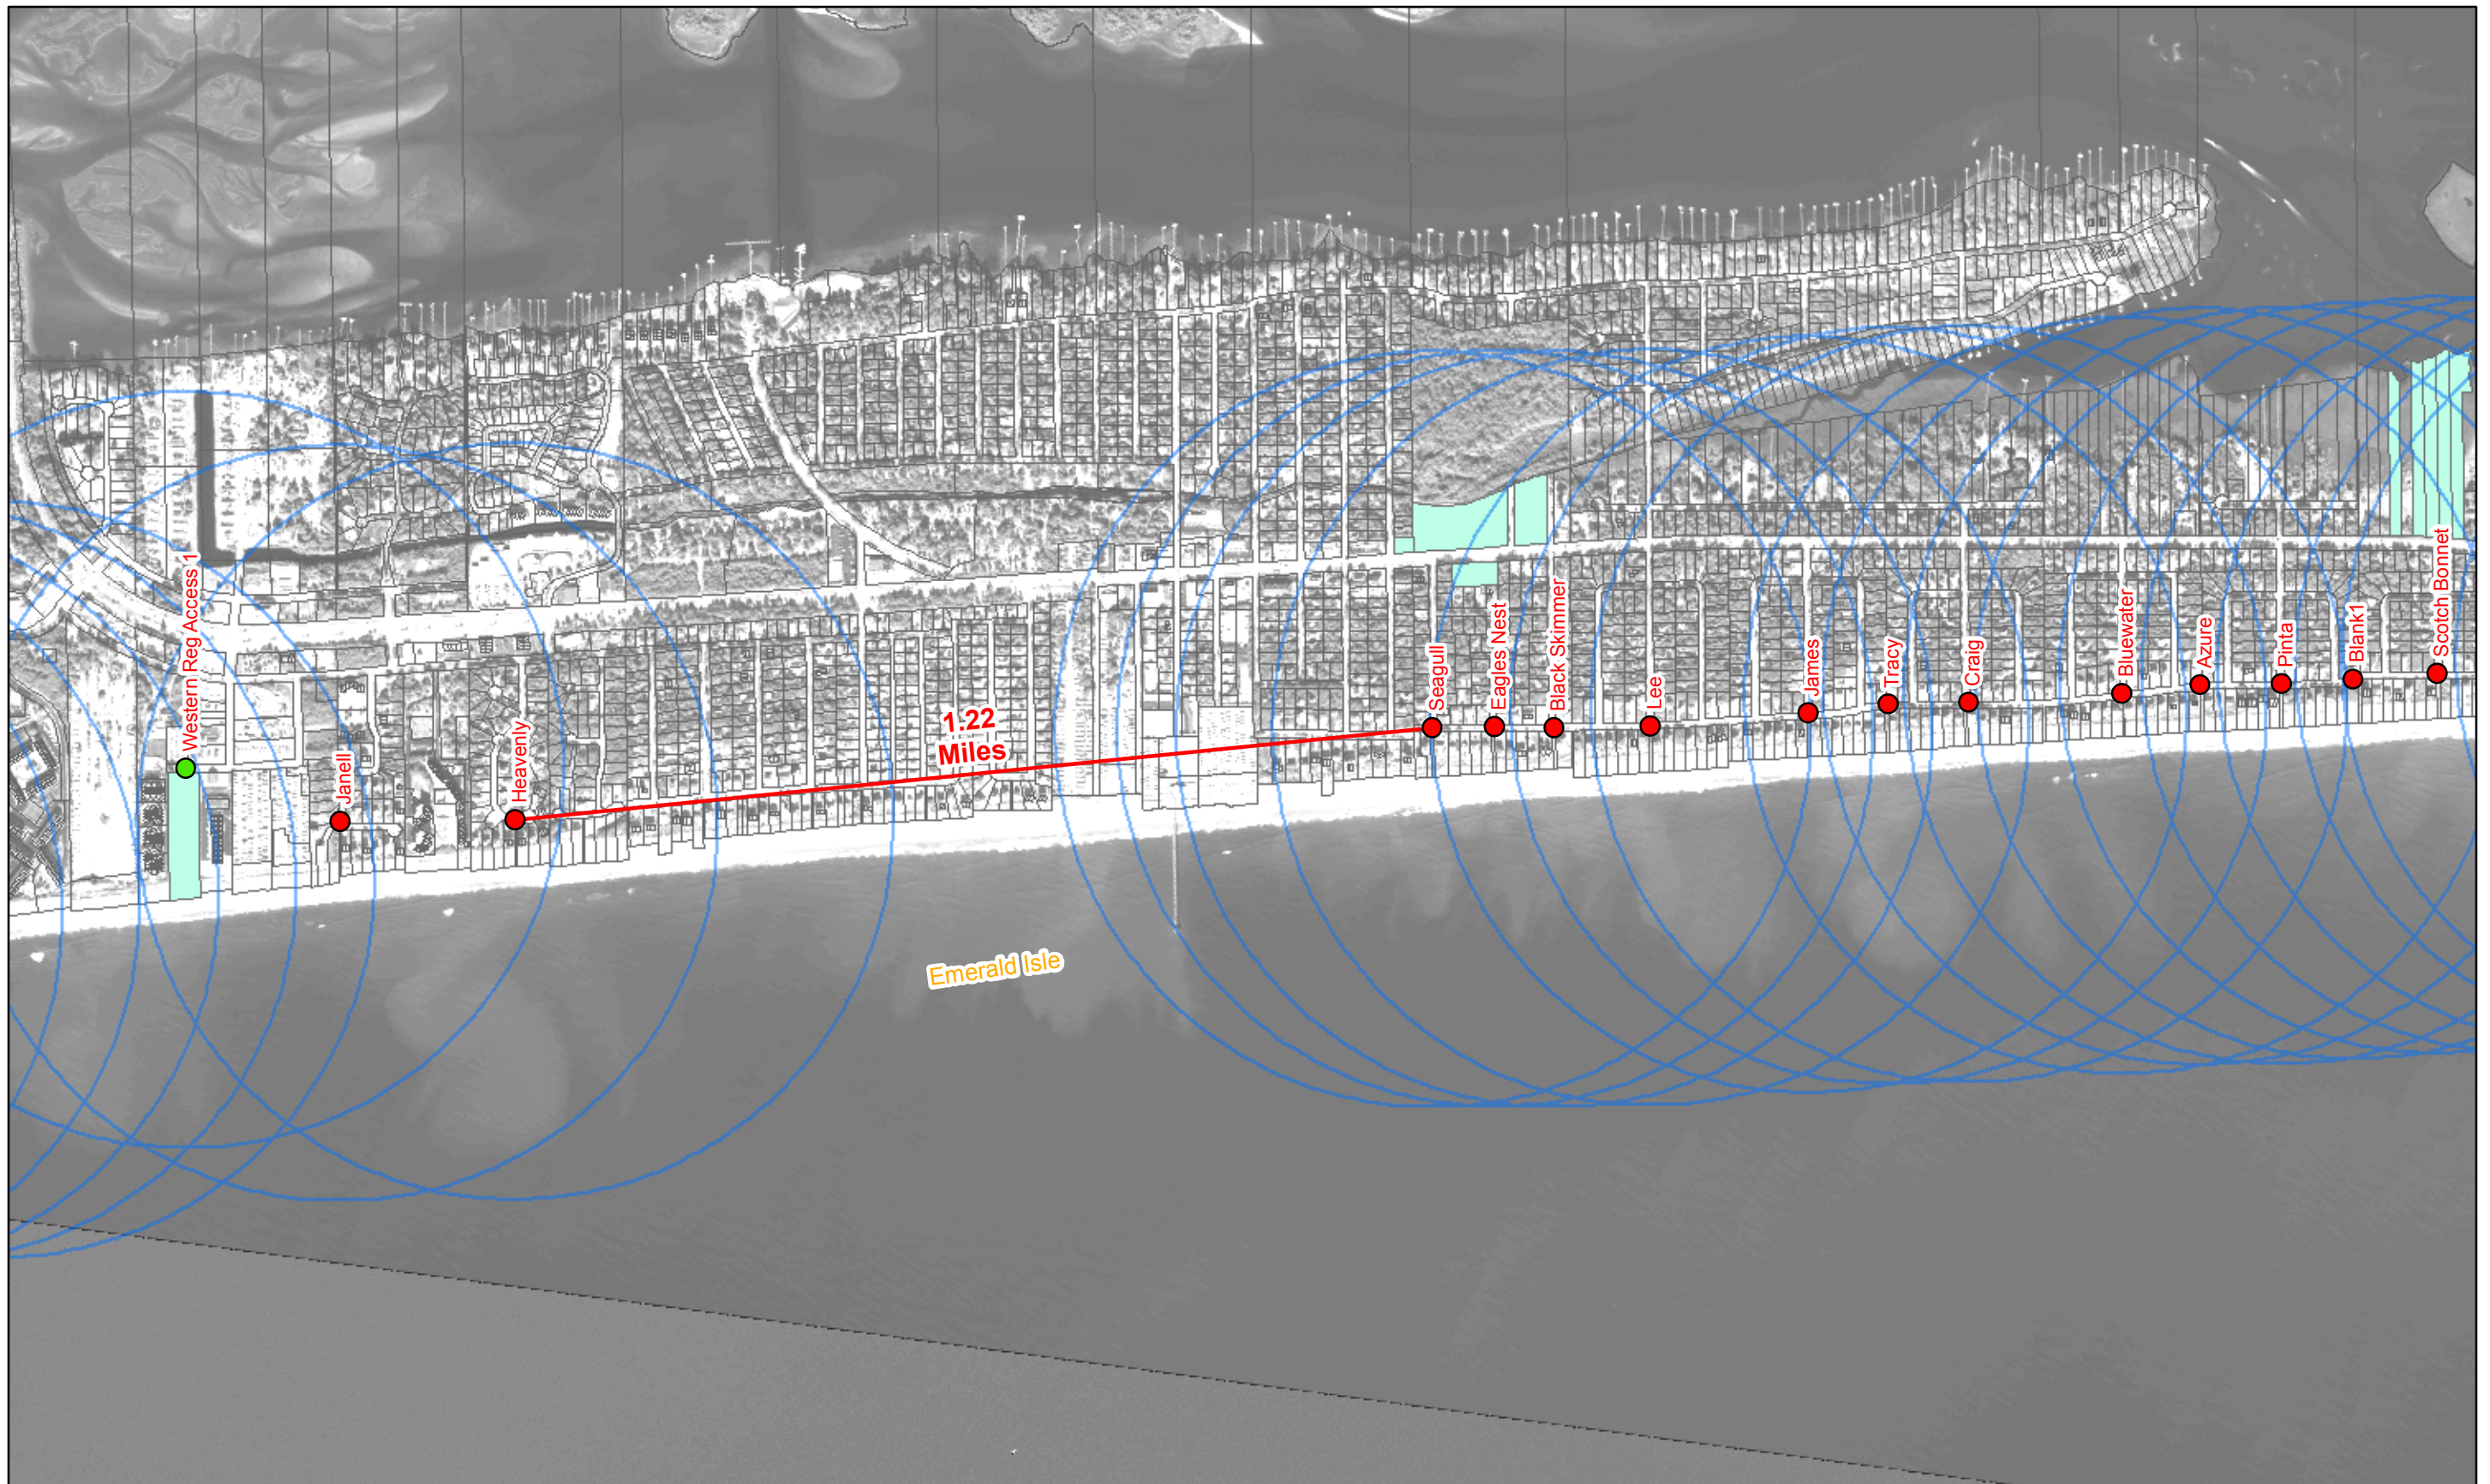 Western Reg Access 1
Janell
Heavenly
1.22
Miles
Seagull
Eagles Nest
Black Skimmer
Lee
James
Tracy
Craig
Bluewater
Azure
Pinta
Blank1
Scotch Bonnet
Emerald Isle